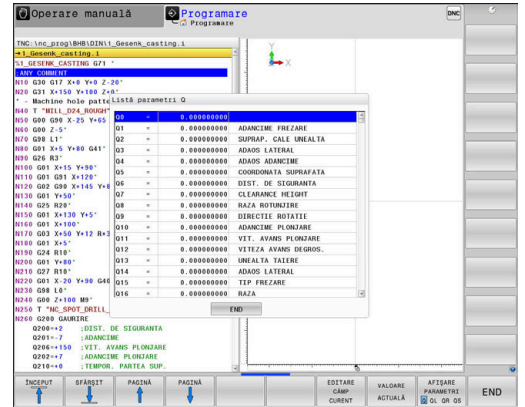 Operare manuală
Programare
Programare
DNC
TNC:\nc_prog\BHB\DIN\1_Gesenk_casting.i
→1_Gesenk_casting.i
%1_GESENK_CASTING G71 *
;ANY COMMENT
N10 G30 G17 X+0 Y+0 Z-20*
N20 G31 X+150 Y+100 Z+0*
* - Machine hole patte
N40 T "MILL_D24_ROUGH"
N50 G00 G90 X-25 Y+65
N60 G00 Z-5*
N70 G98 L1*
N80 G01 X+5 Y+80 G41*
N90 G26 R3*
N100 G01 X+15 Y+90*
N110 G01 G91 X+120*
N120 G02 G90 X+145 Y+8
N130 G01 Y+50*
N140 G25 R20*
N150 G01 X+130 Y+5*
N160 G01 X+100*
N170 G03 X+50 Y+12 R+3
N180 G01 X+5*
N190 G24 R10*
N200 G01 Y+80*
N210 G27 R10*
N220 G01 X-20 Y+90 G40
N230 G98 L0*
N240 G00 Z+100 M9*
N250 T "NC_SPOT_DRILL_
N260 G200 GAURIRE
Q200=+2 ;DIST. DE SIGURANTA
Q201=-7 ;ADANCIME
Q206=+150 ;VIT. AVANS PLONJARE
Q202=+7 ;ADANCIME PLONJARE
Q210=+0 ;TEMPOR. PARTEA SUP.
Y
X
Listă parametri Q
Q0 = 0.000000000
Q1 = 0.000000000 ADANCIME FREZARE
Q2 = 0.000000000 SUPRAP. CALE UNEALTA
Q3 = 0.000000000 ADAOS LATERAL
Q4 = 0.000000000 ADAOS ADANCIME
Q5 = 0.000000000 COORDONATA SUPRAFATA
Q6 = 0.000000000 DIST. DE SIGURANTA
Q7 = 0.000000000 CLEARANCE HEIGHT
Q8 = 0.000000000 RAZA ROTUNJIRE
Q9 = 0.000000000 DIRECTIE ROTATIE
Q10 = 0.000000000 ADANCIME PLONJARE
Q11 = 0.000000000 VIT. AVANS PLONJARE
Q12 = 0.000000000 VITEZA AVANS DEGROS.
Q13 = 0.000000000 UNEALTA TAIERE
Q14 = 0.000000000 ADAOS LATERAL
Q15 = 0.000000000 TIP FREZARE
Q16 = 0.000000000 RAZA
END
ÎNCEPUT
SFÂRȘIT
PAGINĂ
PAGINĂ
EDITARE CÂMP CURENT
VALOARE ACTUALĂ
AFIȘARE PARAMETRI Q QL QR QS
END